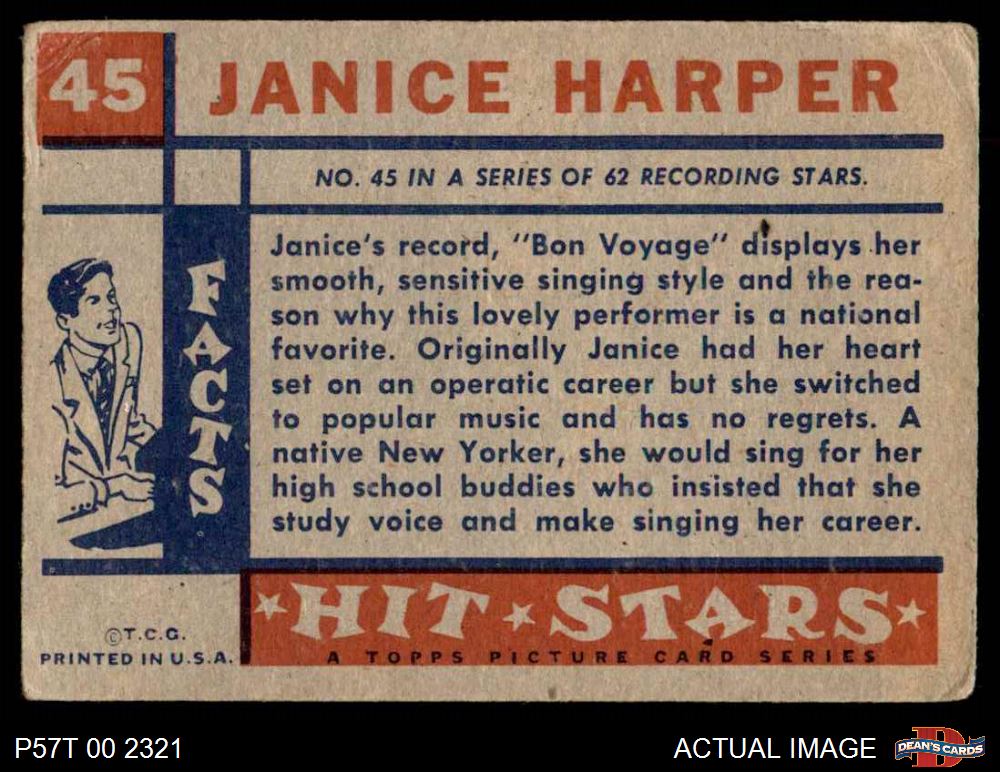 45 JANICE HARPER
NO. 45 IN A SERIES OF 62 RECORDING STARS.
FACTS
Janice's record, "Bon Voyage" displays her
smooth, sensitive singing style and the rea-
son why this lovely performer is a national
favorite. Originally Janice had her heart
set on an operatic career but she switched
to popular music and has no regrets. A
native New Yorker, she would sing for her
high school buddies who insisted that she
study voice and make singing her career.
HIT STARS
A TOPPS PICTURE CARD SERIES
©T.C.G.
PRINTED IN U.S.A.
P57T 00 2321
ACTUAL IMAGE
DEAN'S CARDS